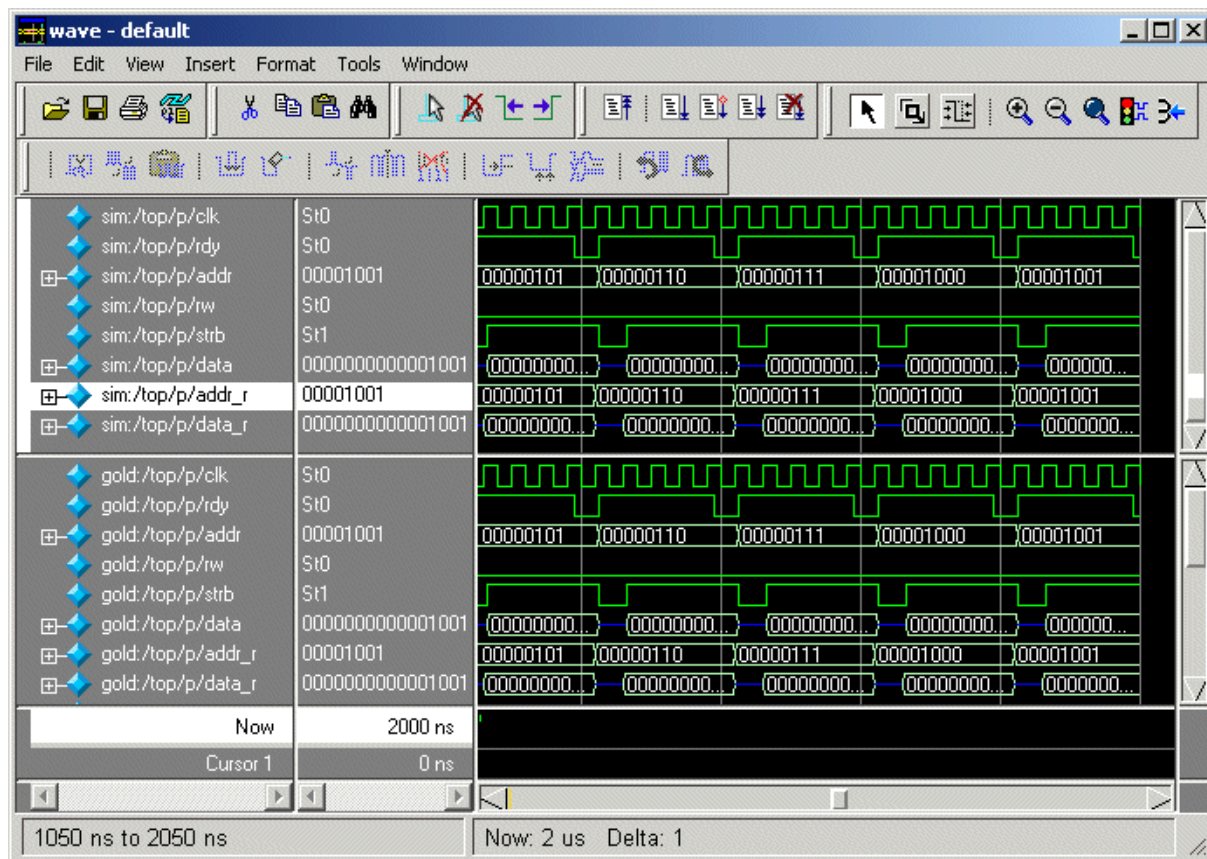 wave - default
File Edit View Insert Format Tools Window
sim:/top/p/clk St0
sim:/top/p/rdy St0
sim:/top/p/addr 00001001 00000101 00000110 00000111 00001000 00001001
sim:/top/p/rw St0
sim:/top/p/strb St1
sim:/top/p/data 0000000000001001 00000000... 00000000... 00000000... 00000000... 000000...
sim:/top/p/addr_r 00001001 00000101 00000110 00000111 00001000 00001001
sim:/top/p/data_r 0000000000001001 00000000... 00000000... 00000000... 00000000... 0000000...
gold:/top/p/clk St0
gold:/top/p/rdy St0
gold:/top/p/addr 00001001 00000101 00000110 00000111 00001000 00001001
gold:/top/p/rw St0
gold:/top/p/strb St1
gold:/top/p/data 0000000000001001 00000000... 00000000... 00000000... 00000000... 000000...
gold:/top/p/addr_r 00001001 00000101 00000110 00000111 00001000 00001001
gold:/top/p/data_r 0000000000001001 00000000... 00000000... 00000000... 00000000... 0000000...
Now 2000 ns
Cursor 1 0 ns
1050 ns to 2050 ns Now: 2 us Delta: 1